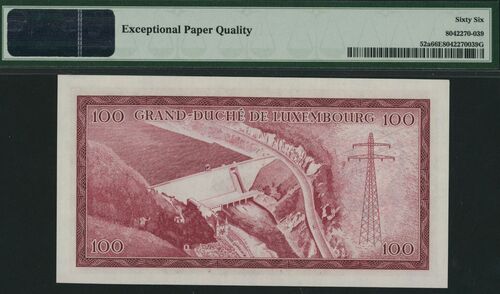 Exceptional Paper Quality
Sixty Six
8042270-039
52a66E8042270039G
100 GRAND-DUCHÉ DE LUXEMBOURG 100
100 100